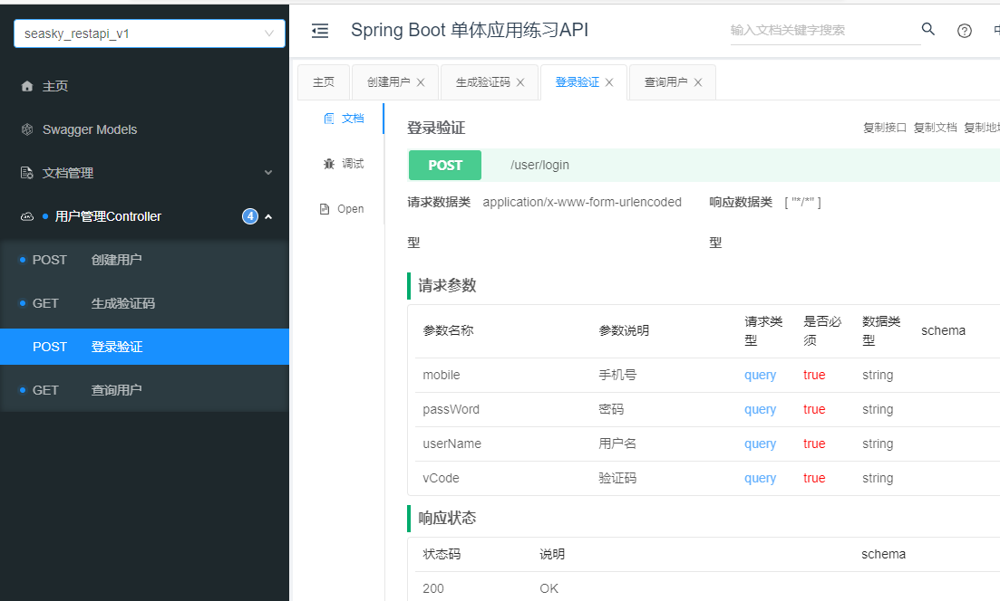 seasky_restapi_v1
主页
Swagger Models
文档管理
用户管理Controller 4
POST 创建用户
GET 生成验证码
POST 登录验证
GET 查询用户
Spring Boot 单体应用练习API
输入文档关键字搜索
主页 创建用户 生成验证码 登录验证 查询用户
文档
调试
Open
登录验证 复制接口 复制文档 复制地址
POST /user/login
请求数据类型 application/x-www-form-urlencoded 响应数据类型 [ "*/*" ]
请求参数
参数名称 参数说明 请求类型 是否必须 数据类型 schema
mobile 手机号 query true string
passWord 密码 query true string
userName 用户名 query true string
vCode 验证码 query true string
响应状态
状态码 说明 schema
200 OK